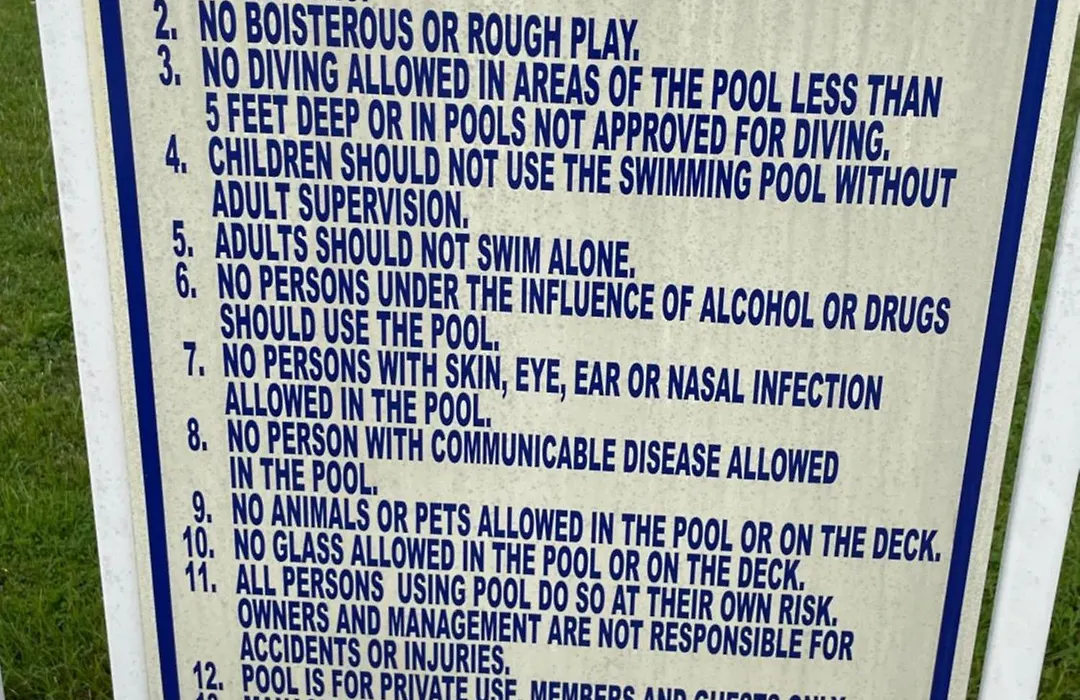 2. NO BOISTEROUS OR ROUGH PLAY.
3. NO DIVING ALLOWED IN AREAS OF THE POOL LESS THAN
5 FEET DEEP OR IN POOLS NOT APPROVED FOR DIVING.
4. CHILDREN SHOULD NOT USE THE SWIMMING POOL WITHOUT
ADULT SUPERVISION.
5. ADULTS SHOULD NOT SWIM ALONE.
6. NO PERSONS UNDER THE INFLUENCE OF ALCOHOL OR DRUGS
SHOULD USE THE POOL.
7. NO PERSONS WITH SKIN, EYE, EAR OR NASAL INFECTION
ALLOWED IN THE POOL.
8. NO PERSON WITH COMMUNICABLE DISEASE ALLOWED
IN THE POOL.
9. NO ANIMALS OR PETS ALLOWED IN THE POOL OR ON THE DECK.
10. NO GLASS ALLOWED IN THE POOL OR ON THE DECK.
11. ALL PERSONS USING POOL DO SO AT THEIR OWN RISK.
OWNERS AND MANAGEMENT ARE NOT RESPONSIBLE FOR
ACCIDENTS OR INJURIES.
12. POOL IS FOR PRIVATE USE. MEMBERS AND GUESTS ONLY